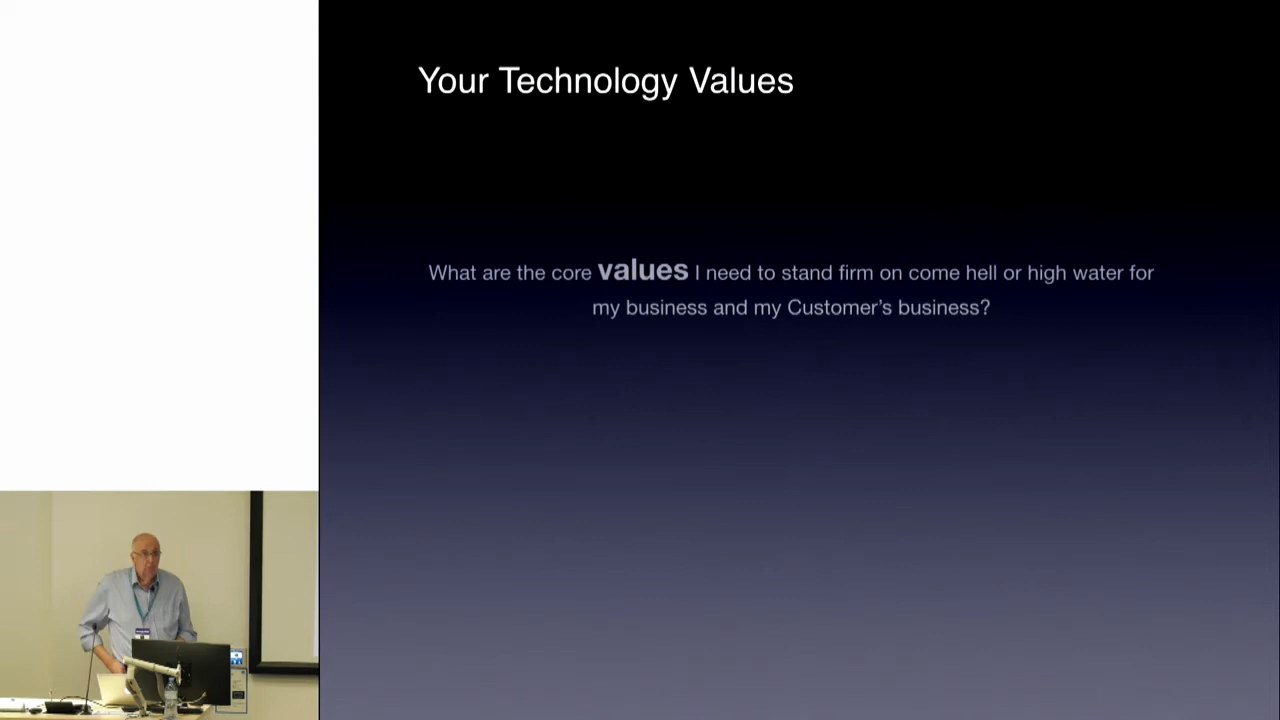 Your Technology Values
What are the core values I need to stand firm on come hell or high water for
my business and my Customer's business?